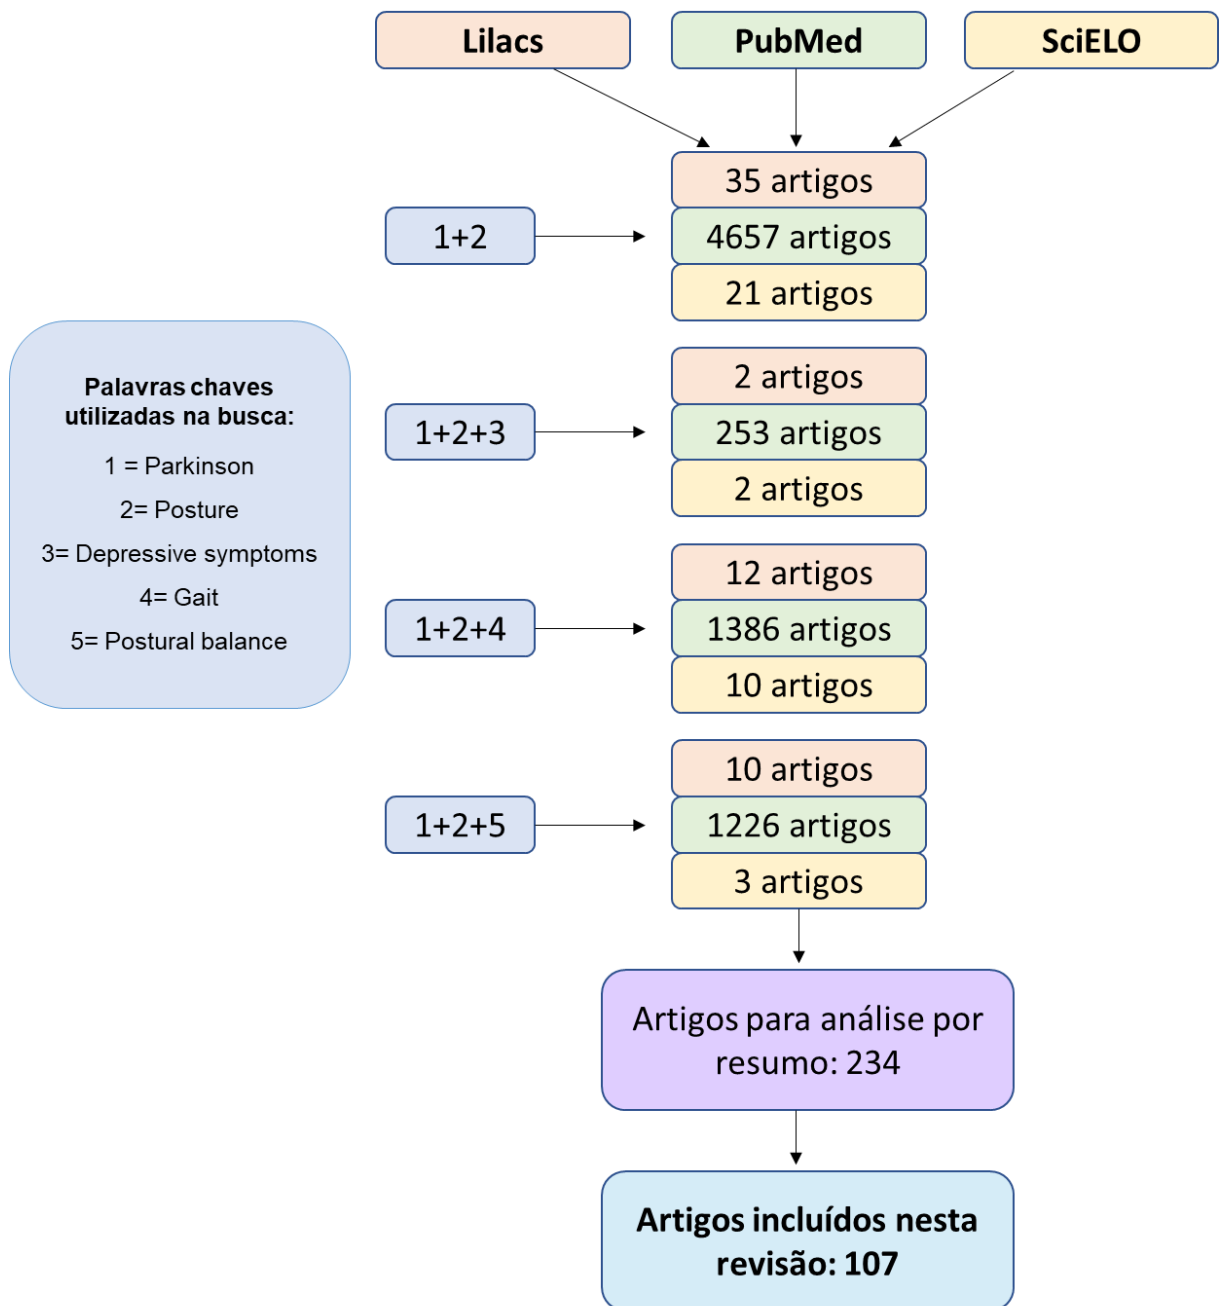 Lilacs
PubMed
SciELO
35 artigos
1+2
4657 artigos
21 artigos
Palavras chaves
utilizadas na busca:
1 = Parkinson
2= Posture
3= Depressive symptoms
4= Gait
5= Postural balance
2 artigos
1+2+3
253 artigos
2 artigos
12 artigos
1+2+4
1386 artigos
10 artigos
10 artigos
1+2+5
1226 artigos
3 artigos
Artigos para análise por
resumo: 234
Artigos incluídos nesta
revisão: 107